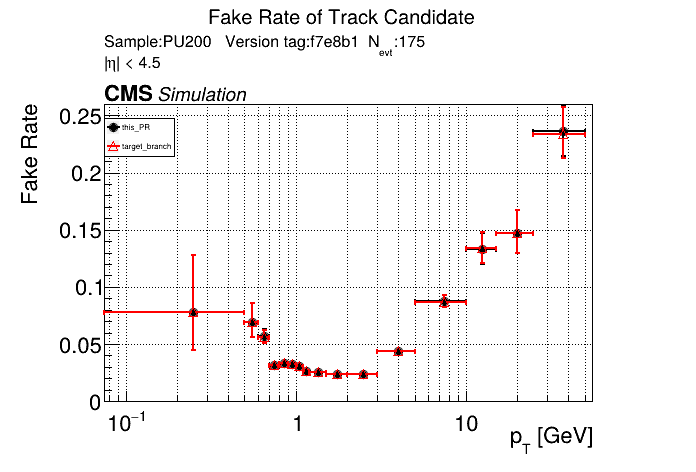 Fake Rate of Track Candidate
Sample:PU200 Version tag:f7e8b1 N_evt:175
|η| < 4.5
CMS Simulation
Fake Rate
0.25
0.2
0.15
0.1
0.05
0
this_PR
target_branch
10⁻¹
1
10
p_T [GeV]